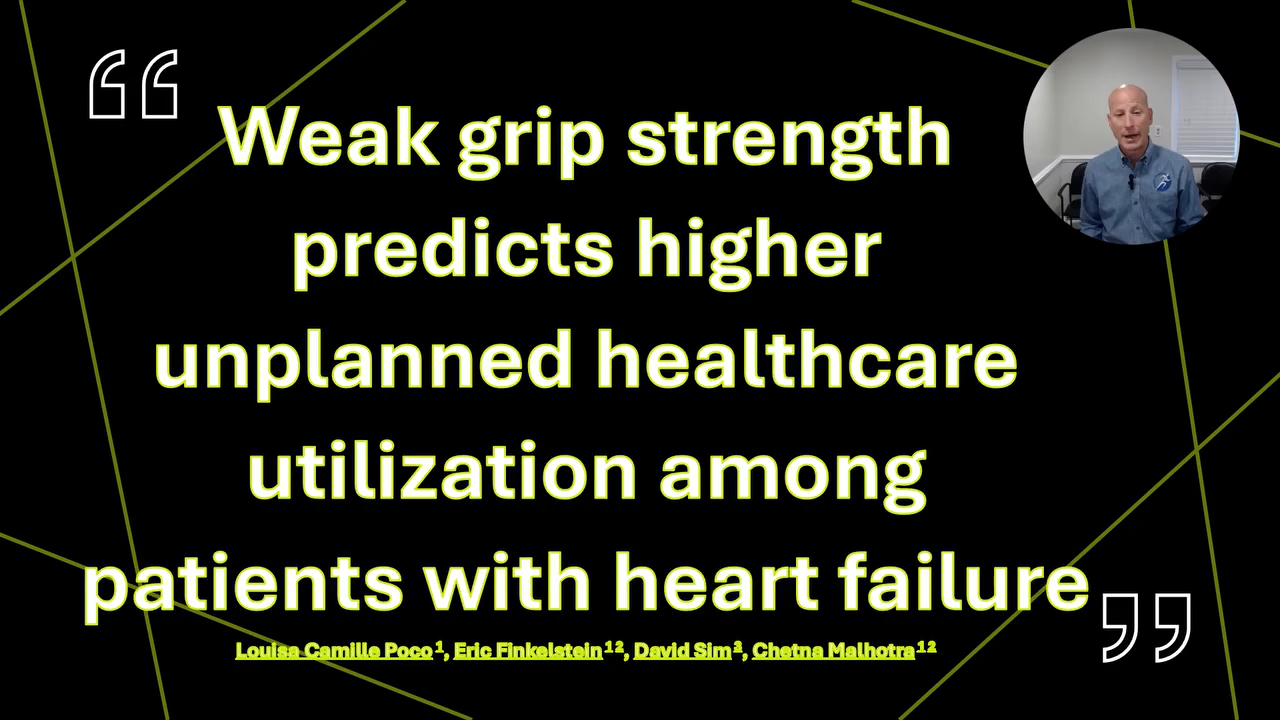 “
Weak grip strength
predicts higher
unplanned healthcare
utilization among
patients with heart failure
”
Louisa Camille Poco 1, Eric Finkelstein 1 2, David Sim 3, Chetna Malhotra 1 2